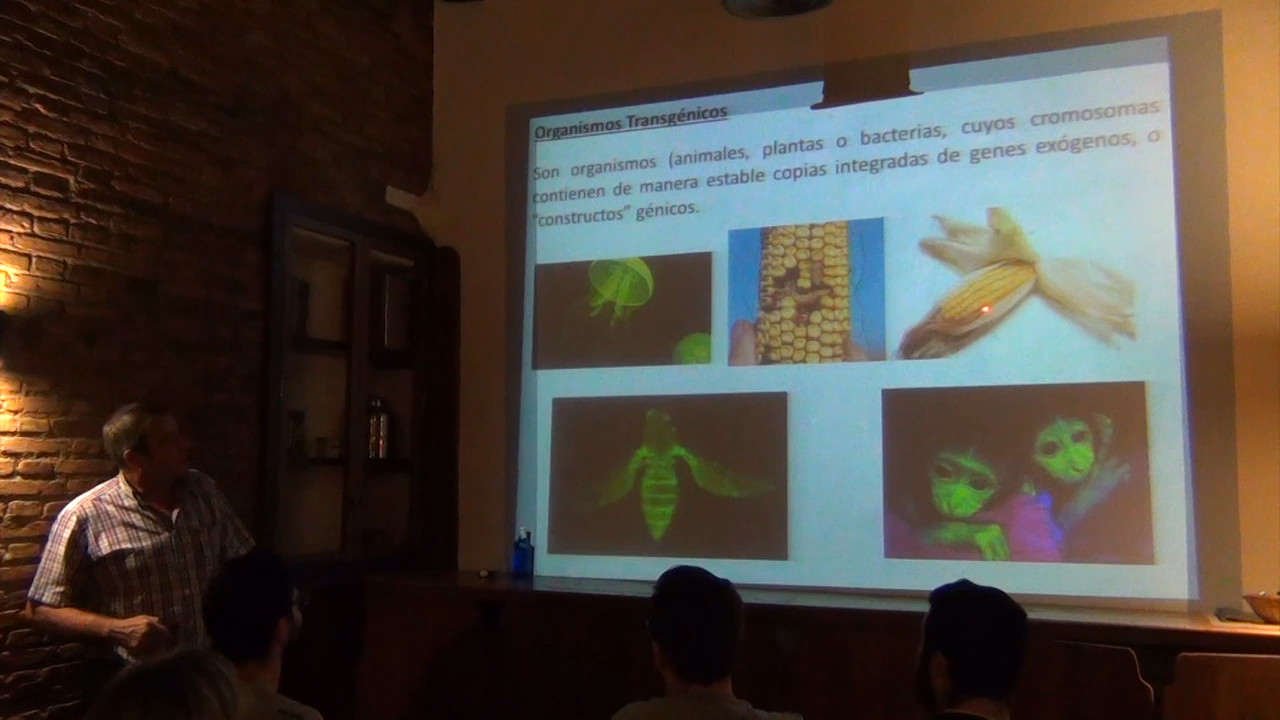 Organismos Transgénicos
Son organismos (animales, plantas o bacterias, cuyos cromosomas
contienen de manera estable copias integradas de genes exógenos, o
"constructos" génicos.